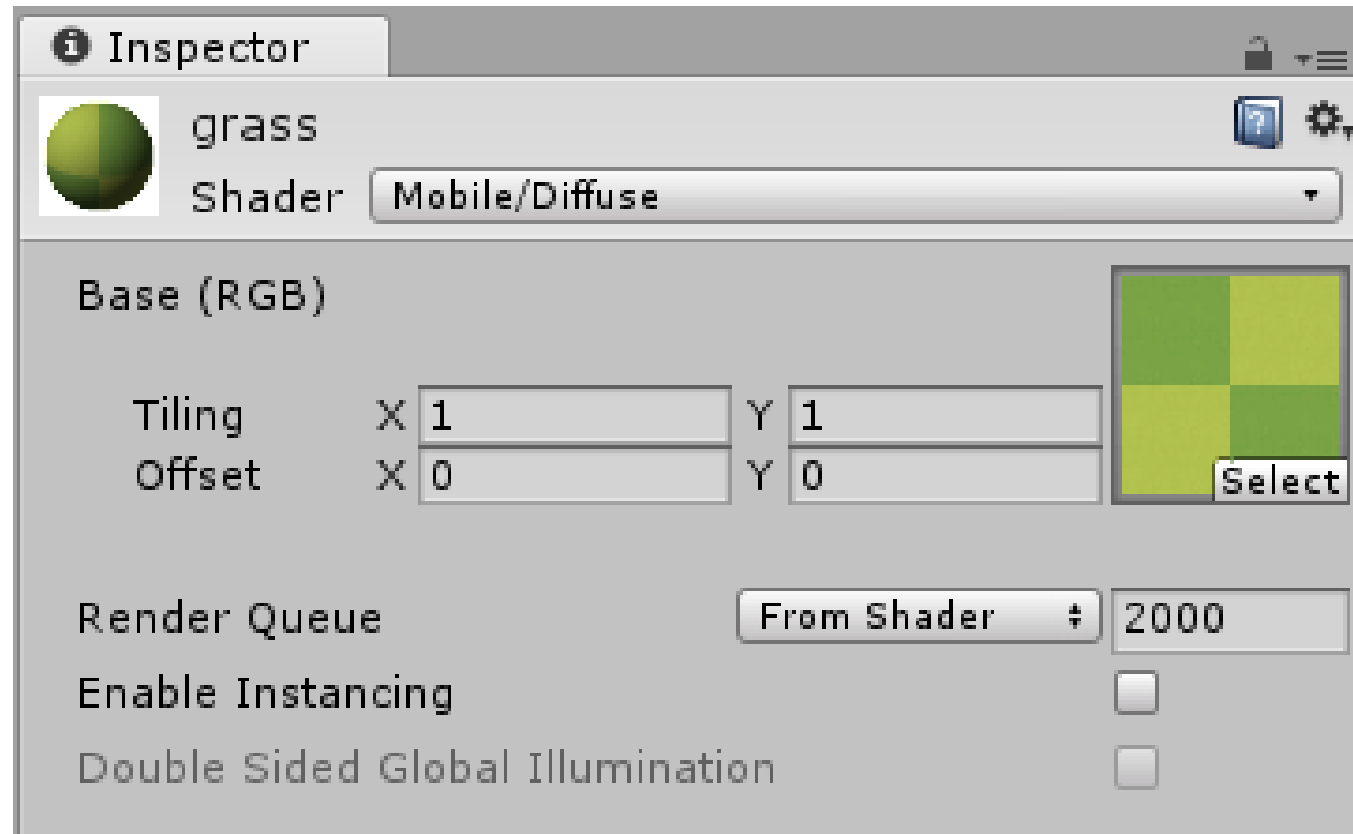 Inspector
grass
Shader Mobile/Diffuse
Base (RGB)
Tiling X 1 Y 1
Offset X 0 Y 0
Select
Render Queue From Shader 2000
Enable Instancing
Double Sided Global Illumination